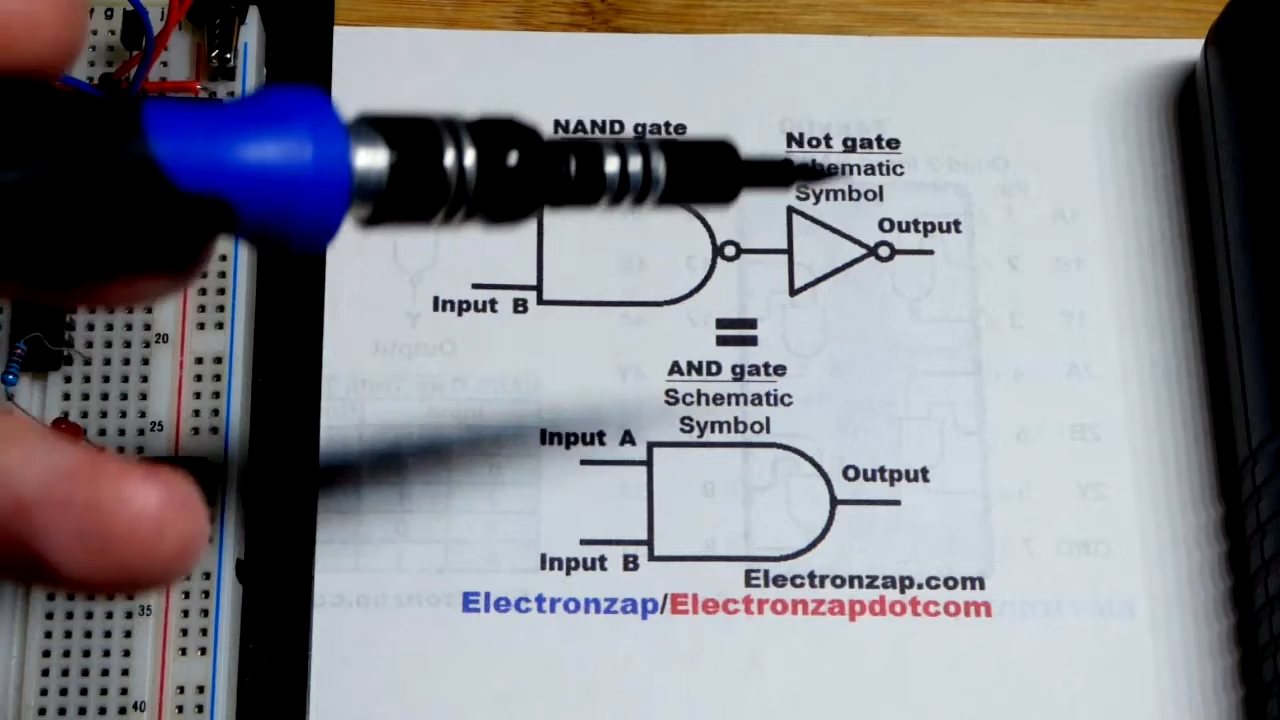 f g j
NAND gate
Not gate
Schematic
Symbol
Output
Input B
=
AND gate
Schematic
Symbol
Input A
Output
Input B
Electronzap.com
Electronzap/Electronzapdotcom
20
25
35
40